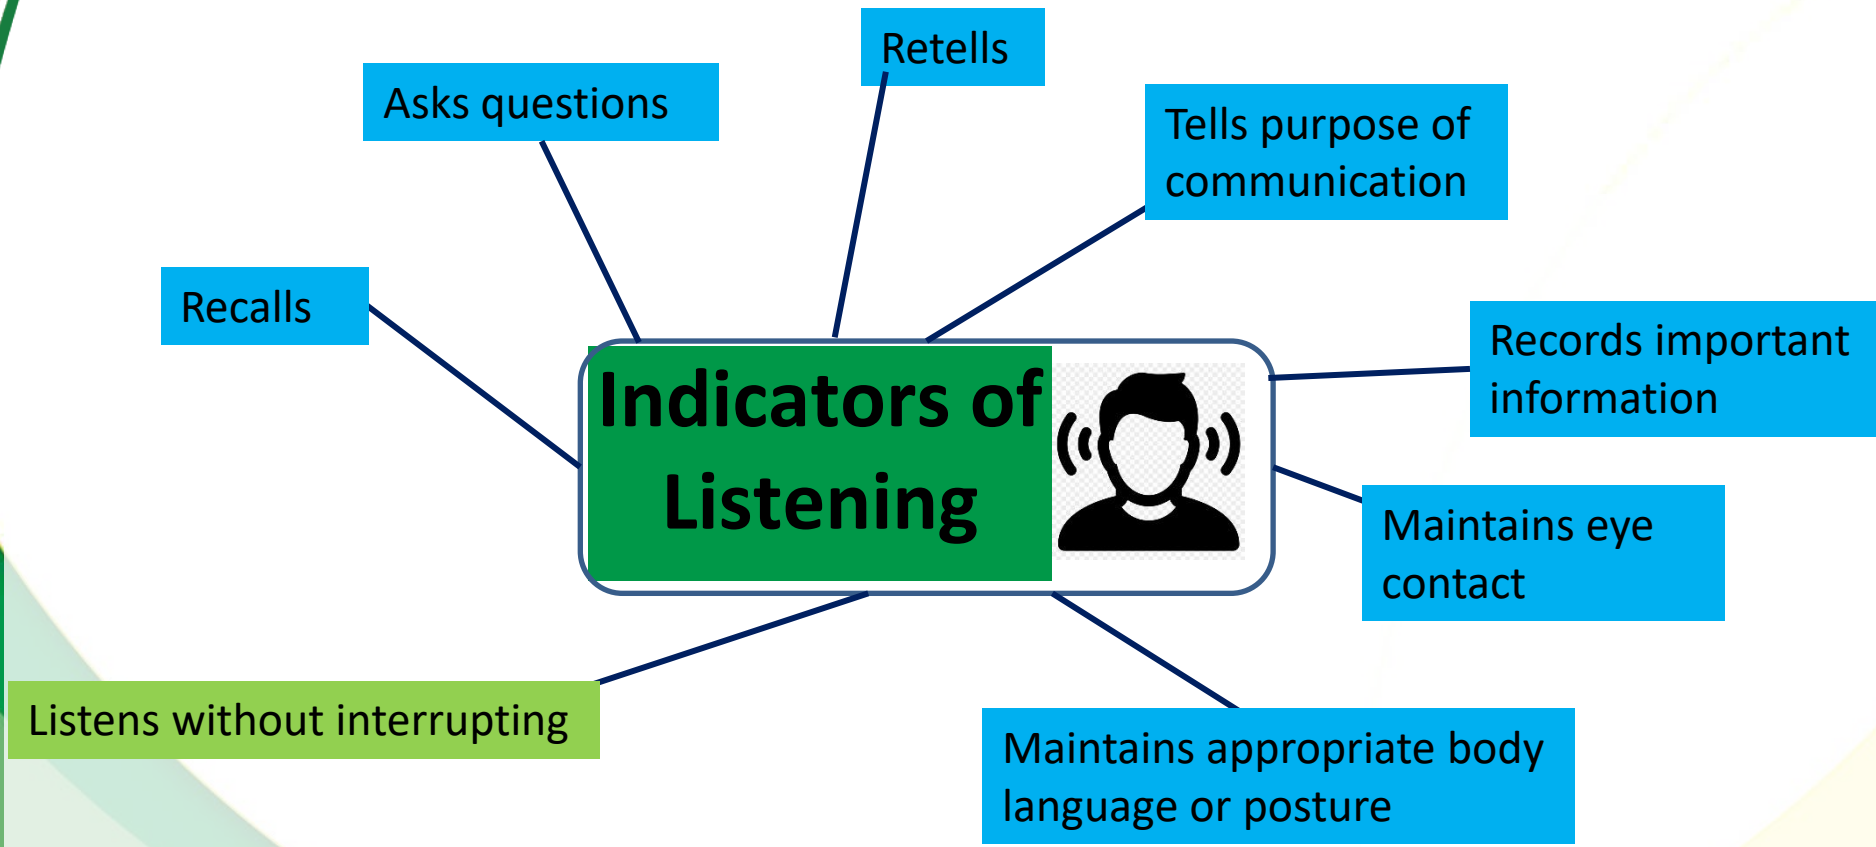 Retells
Asks questions
Tells purpose of
communication
Recalls
Records important
information
Indicators of
Listening
Maintains eye
contact
Listens without interrupting
Maintains appropriate body
language or posture